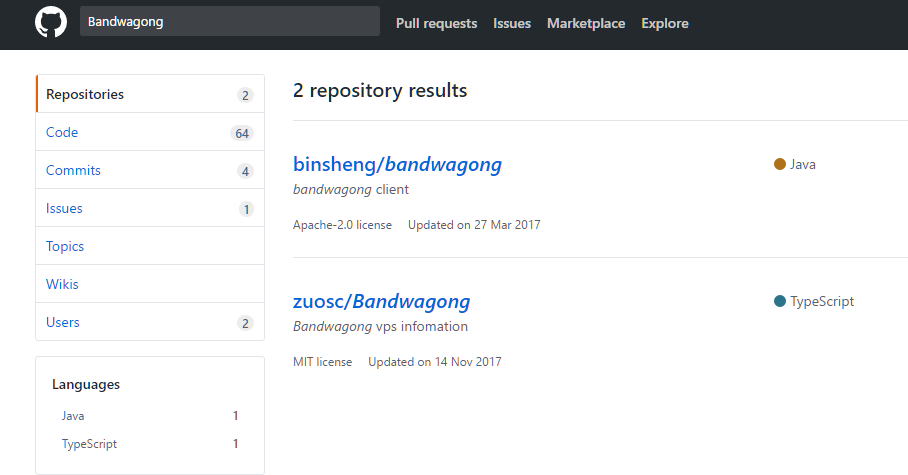 Bandwagong
Pull requests Issues Marketplace Explore
Repositories 2
Code 64
Commits 4
Issues 1
Topics
Wikis
Users 2
Languages
Java 1
TypeScript 1
2 repository results
binsheng/bandwagong Java
bandwagong client
Apache-2.0 license Updated on 27 Mar 2017
zuosc/Bandwagong TypeScript
Bandwagong vps infomation
MIT license Updated on 14 Nov 2017